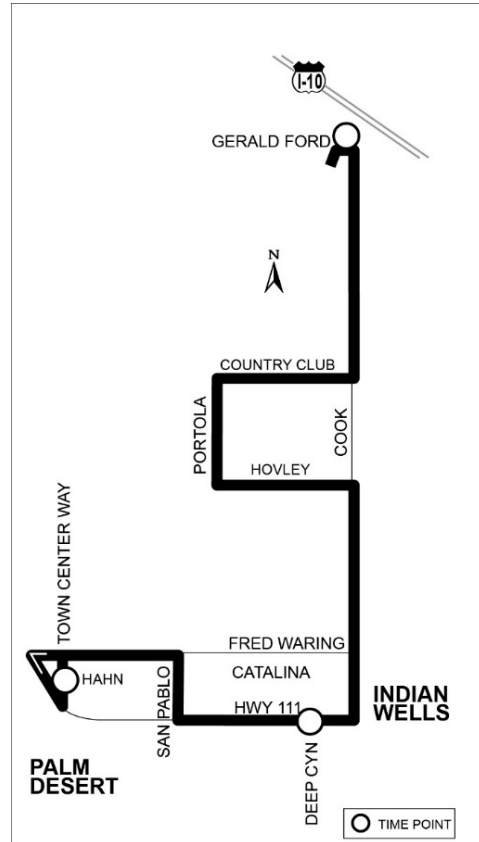 I-10
GERALD FORD
N
COUNTRY CLUB
PORTOLA
COOK
HOVLEY
TOWN CENTER WAY
FRED WARING
HAHN
CATALINA
SAN PABLO
HWY 111
INDIAN
WELLS
DEEP CYN
PALM
DESERT
TIME POINT